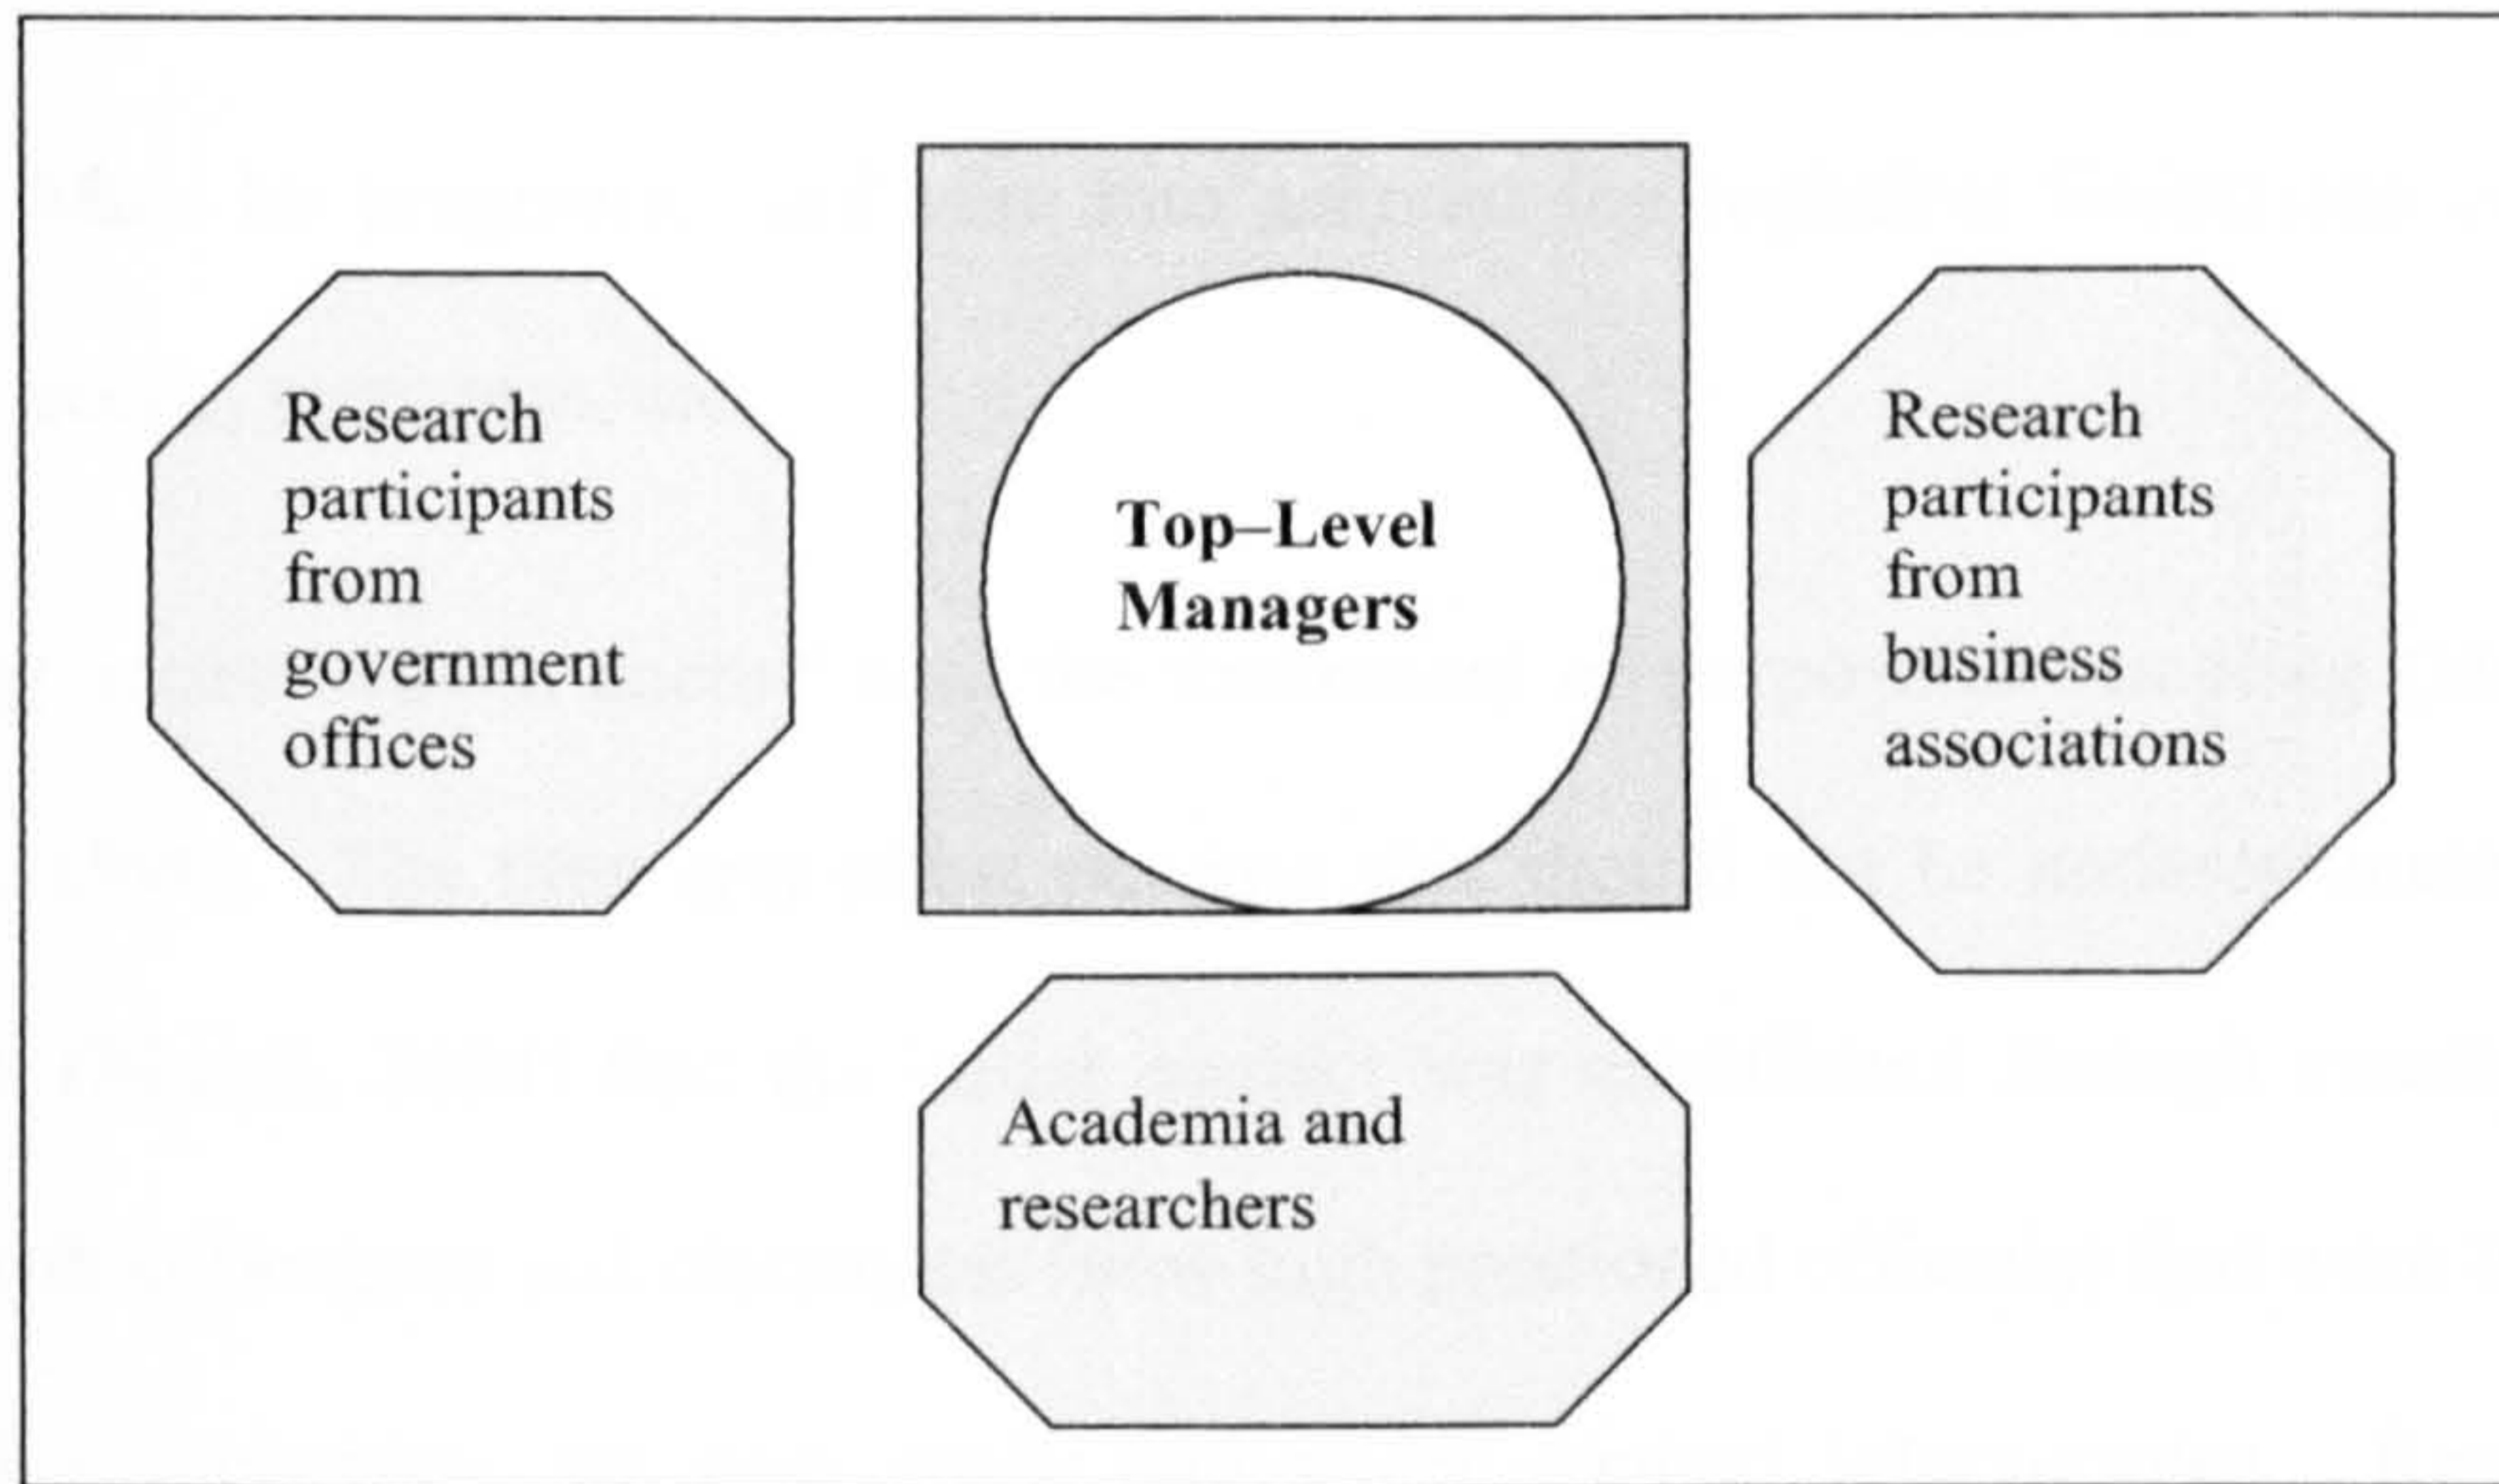 Research
participants
from
government
offices
Top–Level
Managers
Research
participants
from
business
associations
Academia and
researchers